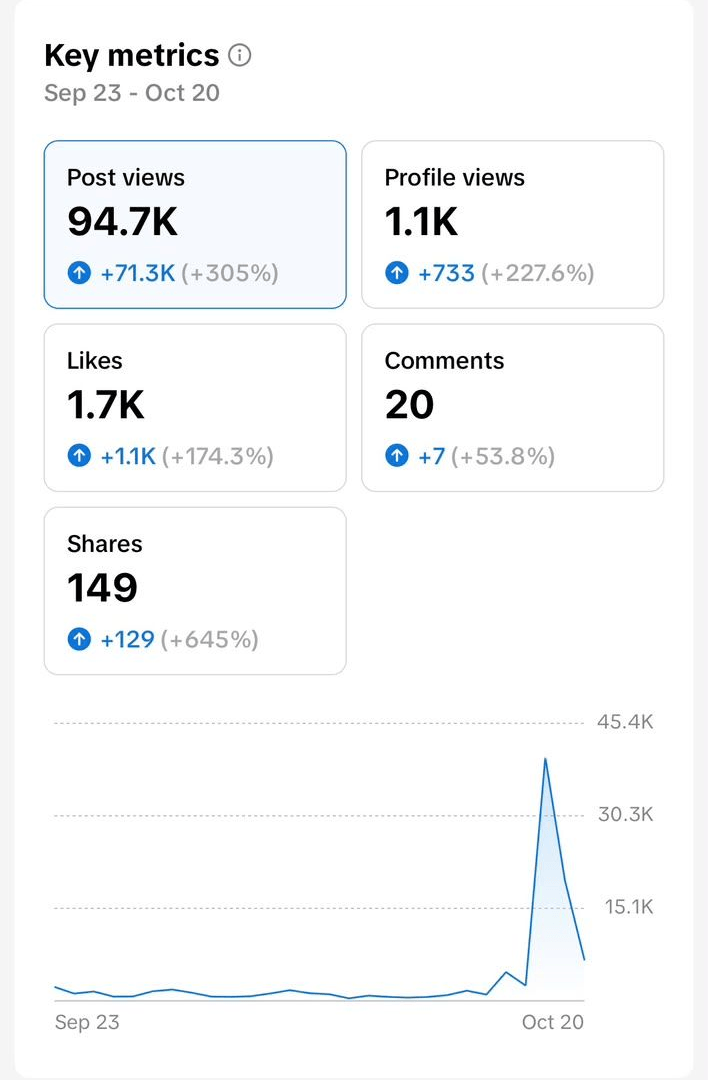 Key metrics
Sep 23 - Oct 20
Post views
94.7K
+71.3K (+305%)
Profile views
1.1K
+733 (+227.6%)
Likes
1.7K
+1.1K (+174.3%)
Comments
20
+7 (+53.8%)
Shares
149
+129 (+645%)
45.4K
30.3K
15.1K
Sep 23
Oct 20